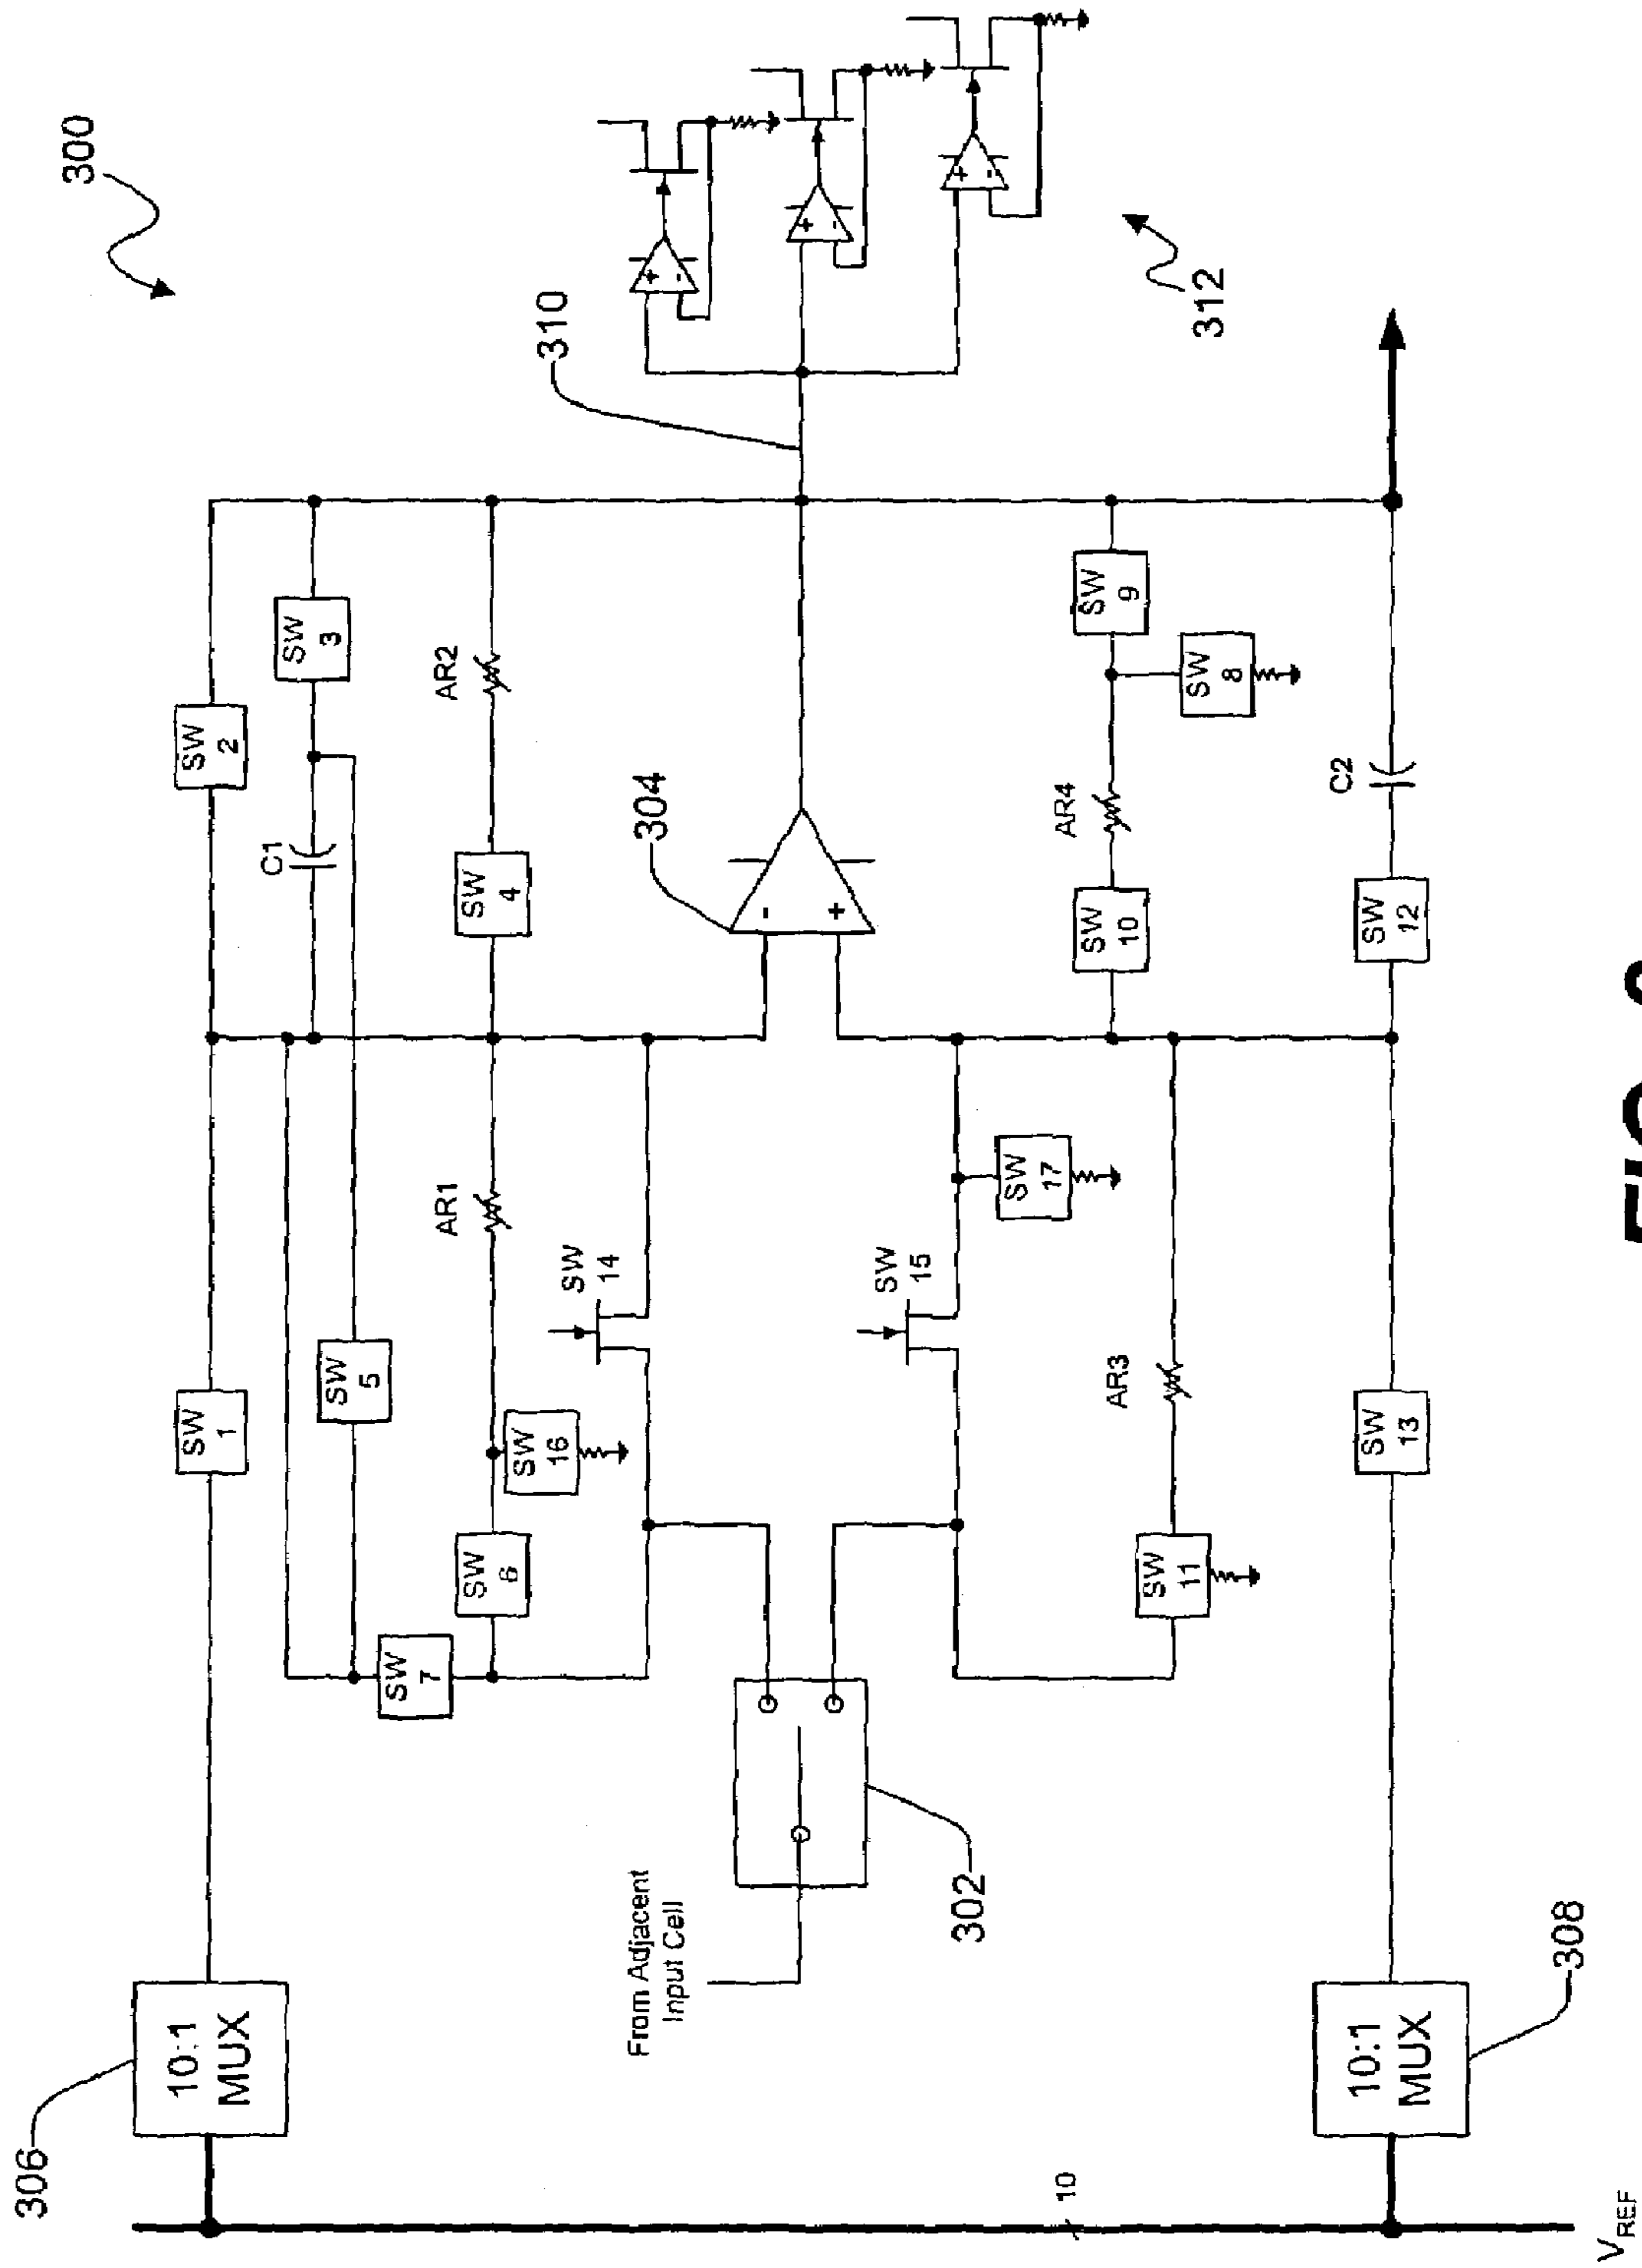 300
306
10:1
MUX
SW
1
SW
2
C1
SW
3
SW
5
SW
7
SW
6
SW
16
AR1
SW
4
AR2
SW
14
304
-
+
310
+
-
+
-
+
-
312
From Adjacent
Input Cell
302
SW
15
SW
17
SW
11
AR3
SW
10
AR4
SW
9
SW
8
SW
13
SW
12
C2
10:1
MUX
308
10
VREF